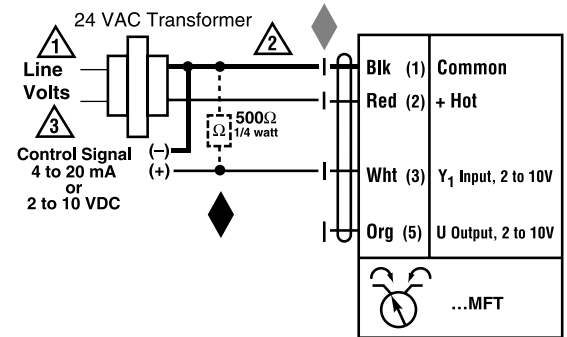 24 VAC Transformer
1
2
Line
Volts
3
Control Signal
4 to 20 mA
or
2 to 10 VDC
(–)
(+)
Ω
500Ω
1/4 watt
Blk (1) Common
Red (2) + Hot
Wht (3) Y₁ Input, 2 to 10V
Org (5) U Output, 2 to 10V
...MFT